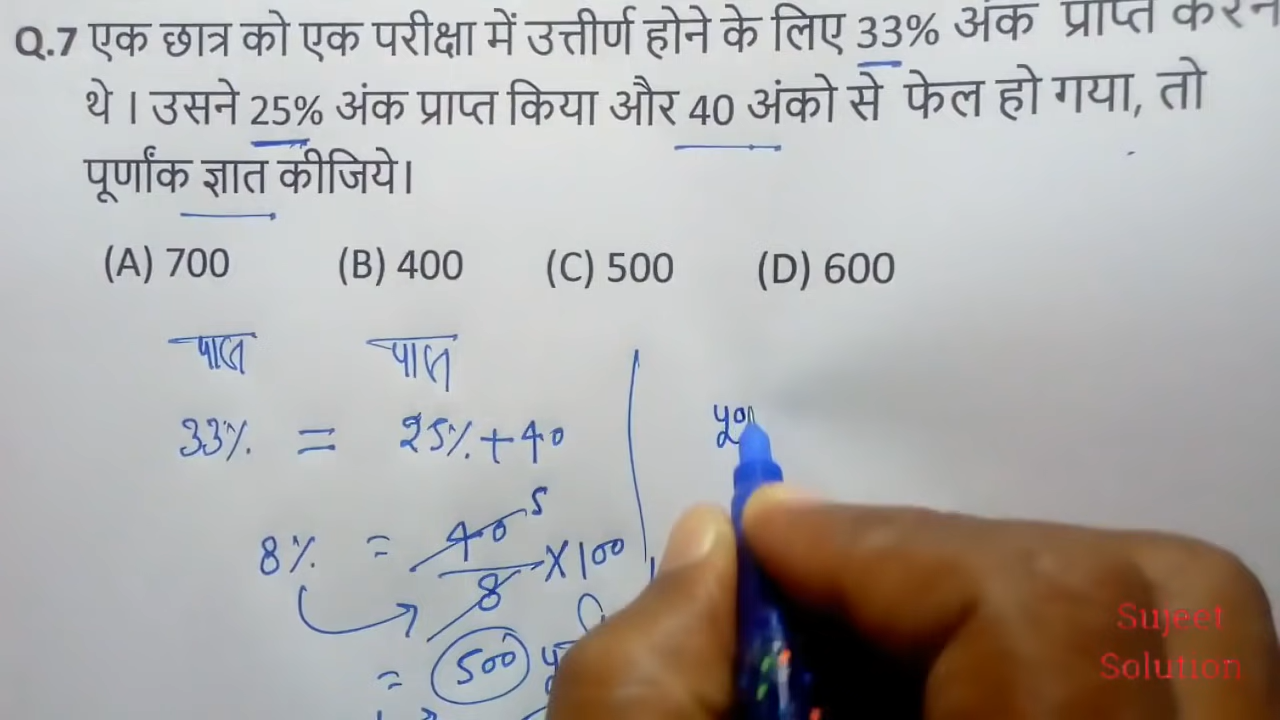 Q.7 एक छात्र को एक परीक्षा में उत्तीर्ण होने के लिए 33% अंक प्राप्त करन
थे । उसने 25% अंक प्राप्त किया और 40 अंको से फेल हो गया, तो
पूर्णांक ज्ञात कीजिये।
(A) 700 (B) 400 (C) 500 (D) 600
पास पास
33% = 25% + 40
8% = 40 5
8 × 100
= 500
Sujeet
Solution